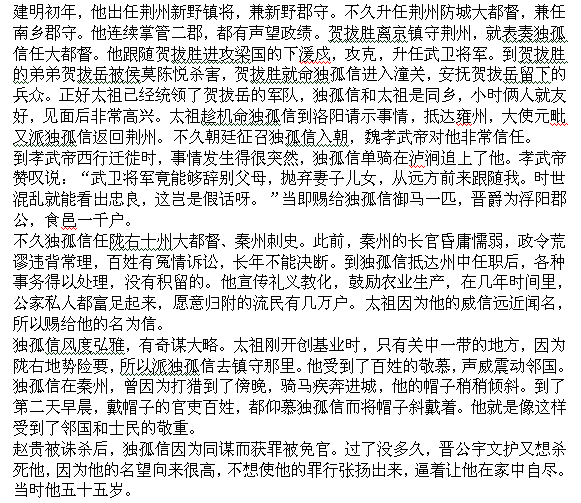 建明初年，他出任荆州新野镇将，兼新野郡守。不久升任荆州防城大都督，兼任
南乡郡守。他连续掌管二郡，都有声望政绩。贺拔胜离京镇守荆州，就表奏独孤
信任大都督。他跟随贺拔胜进攻梁国的下溠戍，攻克，升任武卫将军。到贺拔胜
的弟弟贺拔岳被侯莫陈悦杀害，贺拔胜就命独孤信进入潼关，安抚贺拔岳留下的
兵众。正好太祖已经统领了贺拔岳的军队，独孤信和太祖是同乡，小时俩人就友
好，见面后非常高兴。太祖趁机命独孤信到洛阳请示事情，抵达雍州，大使元毗
又派独孤信返回荆州。不久朝廷征召独孤信入朝，魏孝武帝对他非常信任。
到孝武帝西行迁徙时，事情发生得很突然，独孤信单骑在泸涧追上了他。孝武帝
赞叹说：“武卫将军竟能够辞别父母，抛弃妻子儿女，从远方前来跟随我。时世
混乱就能看出忠良，这岂是假话呀。”当即赐给独孤信御马一匹，晋爵为浮阳郡
公，食邑一千户。
不久独孤信任陇右十州大都督、秦州刺史。此前，秦州的长官昏庸懦弱，政令荒
谬违背常理，百姓有冤情诉讼，长年不能决断。到独孤信抵达州中任职后，各种
事务得以处理，没有积留的。他宣传礼义教化，鼓励农业生产，在几年时间里，
公家私人都富足起来，愿意归附的流民有几万户。太祖因为他的威信远近闻名，
所以赐给他的名为信。
独孤信风度弘雅，有奇谋大略。太祖刚开创基业时，只有关中一带的地方，因为
陇右地势险要，所以派独孤信去镇守那里。他受到了百姓的敬慕，声威震动邻国。
独孤信在秦州，曾因为打猎到了傍晚，骑马疾奔进城，他的帽子稍稍倾斜。到了
第二天早晨，戴帽子的官吏百姓，都仰慕独孤信而将帽子斜戴着。他就是像这样
受到了邻国和士民的敬重。
赵贵被诛杀后，独孤信因为同谋而获罪被免官。过了没多久，晋公宇文护又想杀
死他，因为他的名望向来很高，不想使他的罪行张扬出来，逼着让他在家中自尽。
当时他五十五岁。